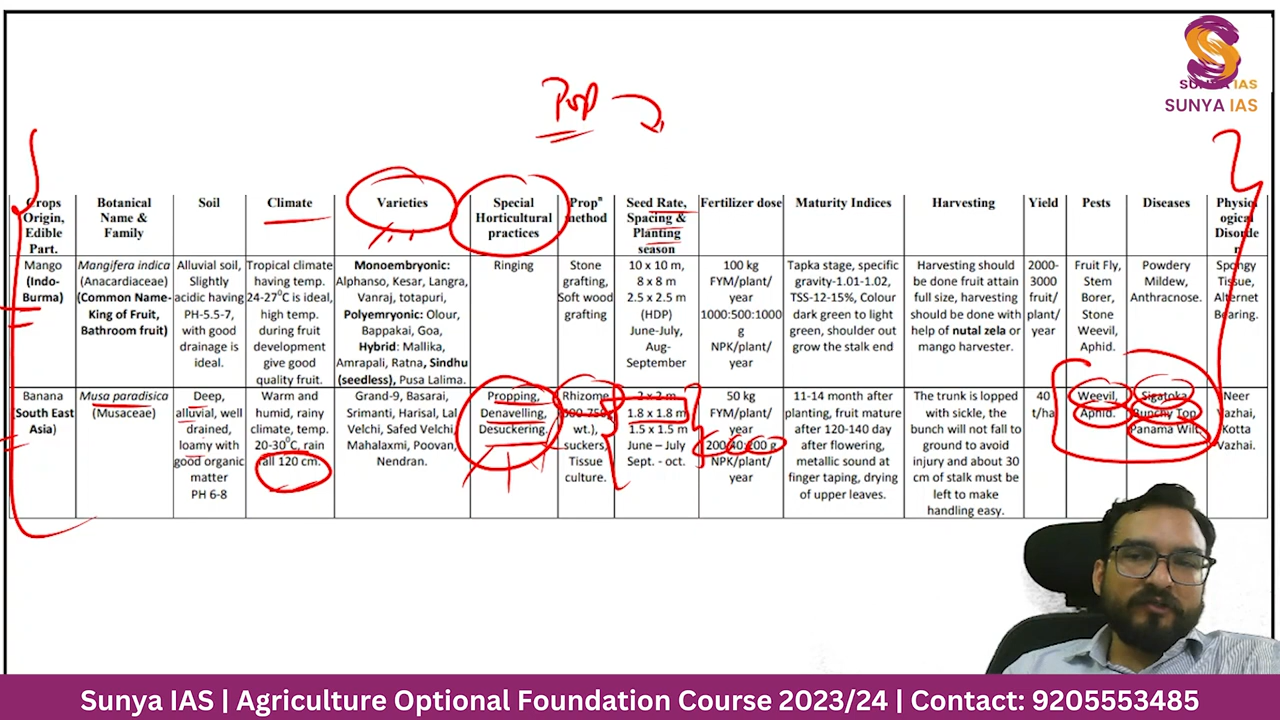 SUNYA IAS
SUNYA IAS
Pop
Crops
Origin,
Edible
Part.
Botanical
Name &
Family
Soil
Climate
Varieties
Special
Horticultural
practices
Propⁿ
method
Seed Rate,
Spacing &
Planting
season
Fertilizer dose
Maturity Indices
Harvesting
Yield
Pests
Diseases
Physiol
ogical
Disorde
r
Mango
(Indo-
Burma)
Mangifera indica
(Anacardiaceae)
(Common Name-
King of Fruit,
Bathroom fruit)
Alluvial soil,
Slightly
acidic having
PH-5.5-7,
with good
drainage is
ideal.
Tropical climate
having temp.
24-27⁰C is ideal,
high temp.
during fruit
development
give good
quality fruit.
Monoembryonic:
Alphanso, Kesar, Langra,
Vanraj, totapuri,
Polyemryonic: Olour,
Bappakai, Goa,
Hybrid: Mallika,
Amrapali, Ratna, Sindhu
(seedless), Pusa Lalima.
Ringing
Stone
grafting,
Soft wood
grafting
10 x 10 m,
8 x 8 m
2.5 x 2.5 m
(HDP)
June-July,
Aug-
September
100 kg
FYM/plant/
year
1000:500:1000
g
NPK/plant/
year
Tapka stage, specific
gravity-1.01-1.02,
TSS-12-15%, Colour
dark green to light
green, shoulder out
grow the stalk end
Harvesting should
be done fruit attain
full size, harvesting
should be done with
help of nutal zela or
mango harvester.
2000-
3000
fruit/
plant/
year
Fruit Fly,
Stem
Borer,
Stone
Weevil,
Aphid.
Powdery
Mildew,
Anthracnose.
Spongy
Tissue,
Alternet
Bearing.
Banana
(South East
Asia)
Musa paradisica
(Musaceae)
Deep,
alluvial, well
drained,
loamy with
good organic
matter
PH 6-8
Warm and
humid, rainy
climate, temp.
20-30⁰C, rain
fall 120 cm.
Grand-9, Basarai,
Srimanti, Harisal, Lal
Velchi, Safed Velchi,
Mahalaxmi, Poovan,
Nendran.
Propping,
Denavelling,
Desuckering.
Rhizome
wt.),
suckers,
Tissue
culture.
2 x 2 m
1.8 x 1.8 m
1.5 x 1.5 m
June – July
Sept. - oct.
50 kg
FYM/plant/
year
200:40:200 g
NPK/plant/
year
11-14 month after
planting, fruit mature
after 120-140 day
after flowering,
metallic sound at
finger taping, drying
of upper leaves.
The trunk is lopped
with sickle, the
bunch will not fall to
ground to avoid
injury and about 30
cm of stalk must be
left to make
handling easy.
40
t/ha
Weevil,
Aphid
Sigatoka
Bunchy Top
Panama Wilt
Neer
Vazhai,
Kotta
Vazhai.
Sunya IAS | Agriculture Optional Foundation Course 2023/24 | Contact: 9205553485